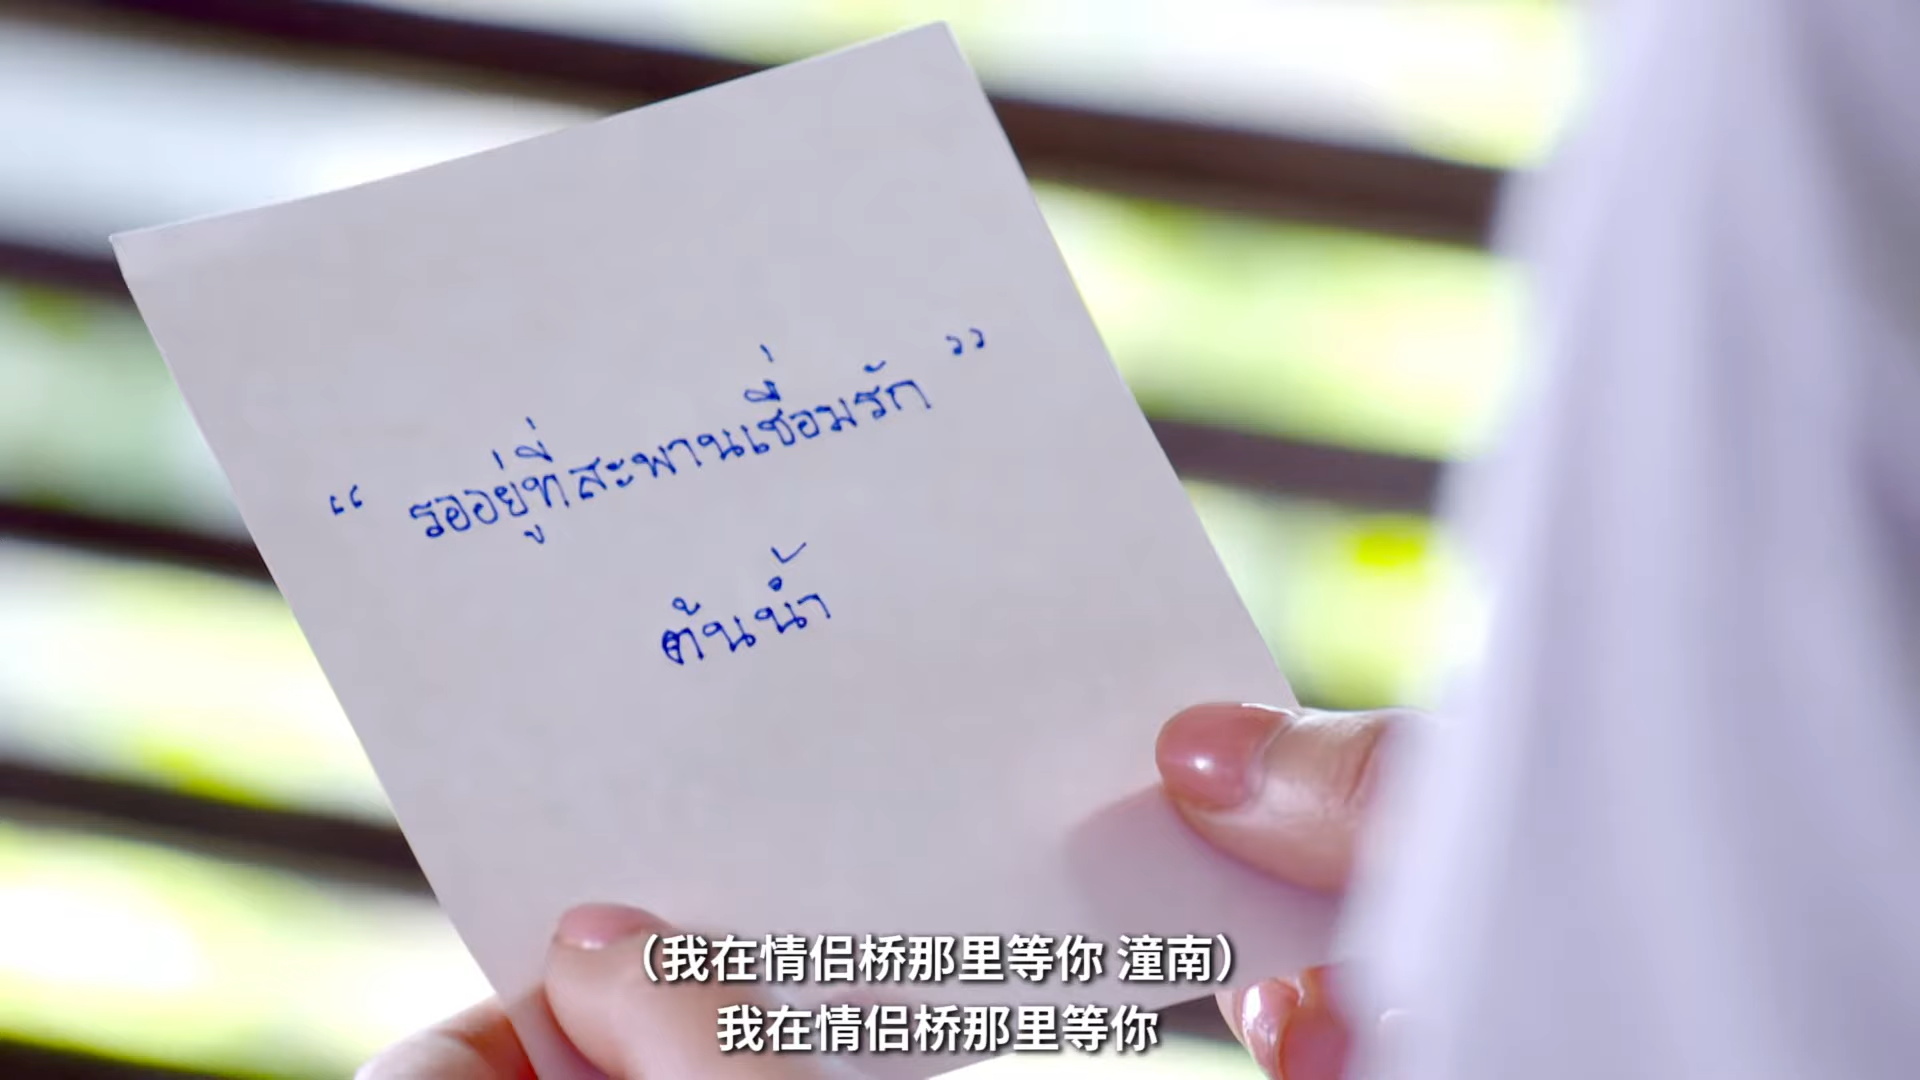 “ รออยู่ที่สะพานเชื่อมรัก ”
ต้นน้ำ
（我在情侣桥那里等你 潼南）
我在情侣桥那里等你